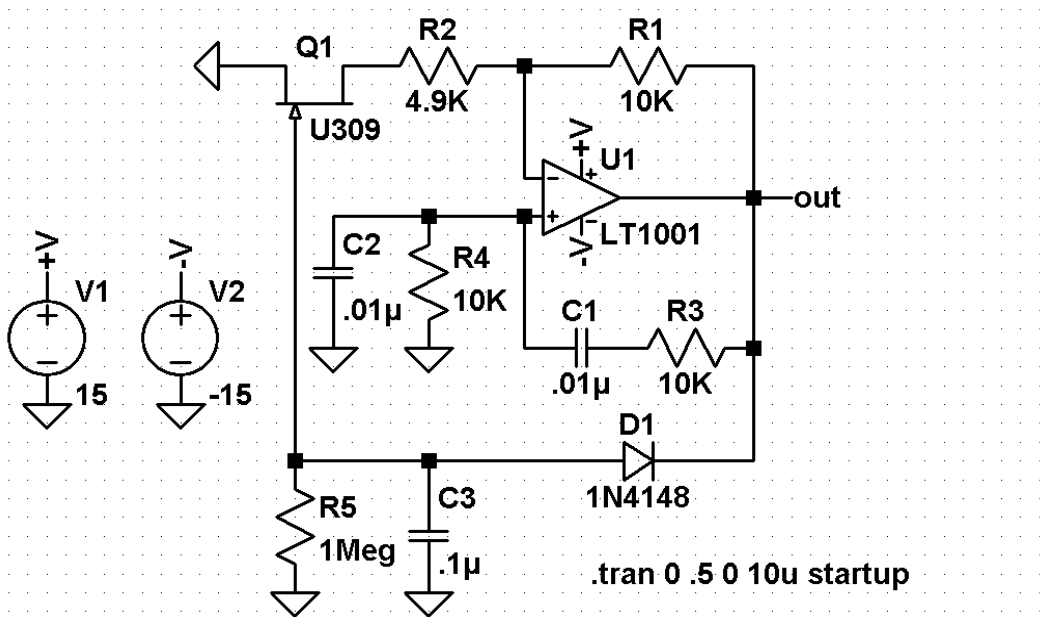 Q1
R2
R1
4.9K
10K
U309
+V
U1
− +
+ −
LT1001
-V
out
C2
R4
.01µ
10K
C1
R3
.01µ
10K
+V
-V
V1
V2
+
−
+
−
15
-15
D1
1N4148
R5
C3
1Meg
.1µ
.tran 0 .5 0 10u startup